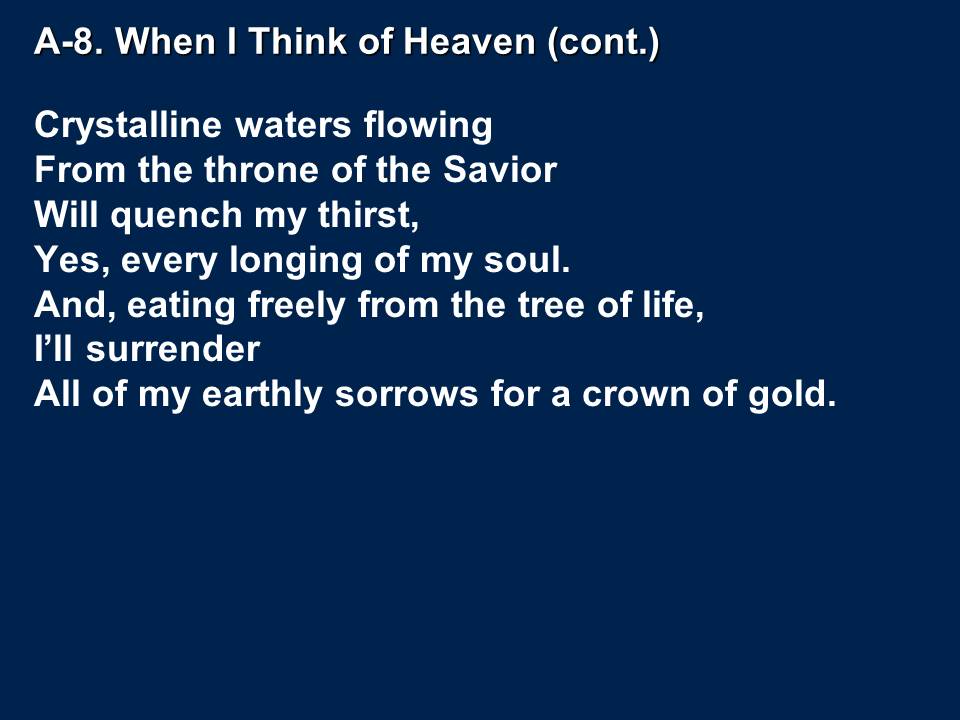 A-8. When I Think of Heaven (cont.)
Crystalline waters flowing
From the throne of the Savior
Will quench my thirst,
Yes, every longing of my soul.
And, eating freely from the tree of life,
I’ll surrender
All of my earthly sorrows for a crown of gold.